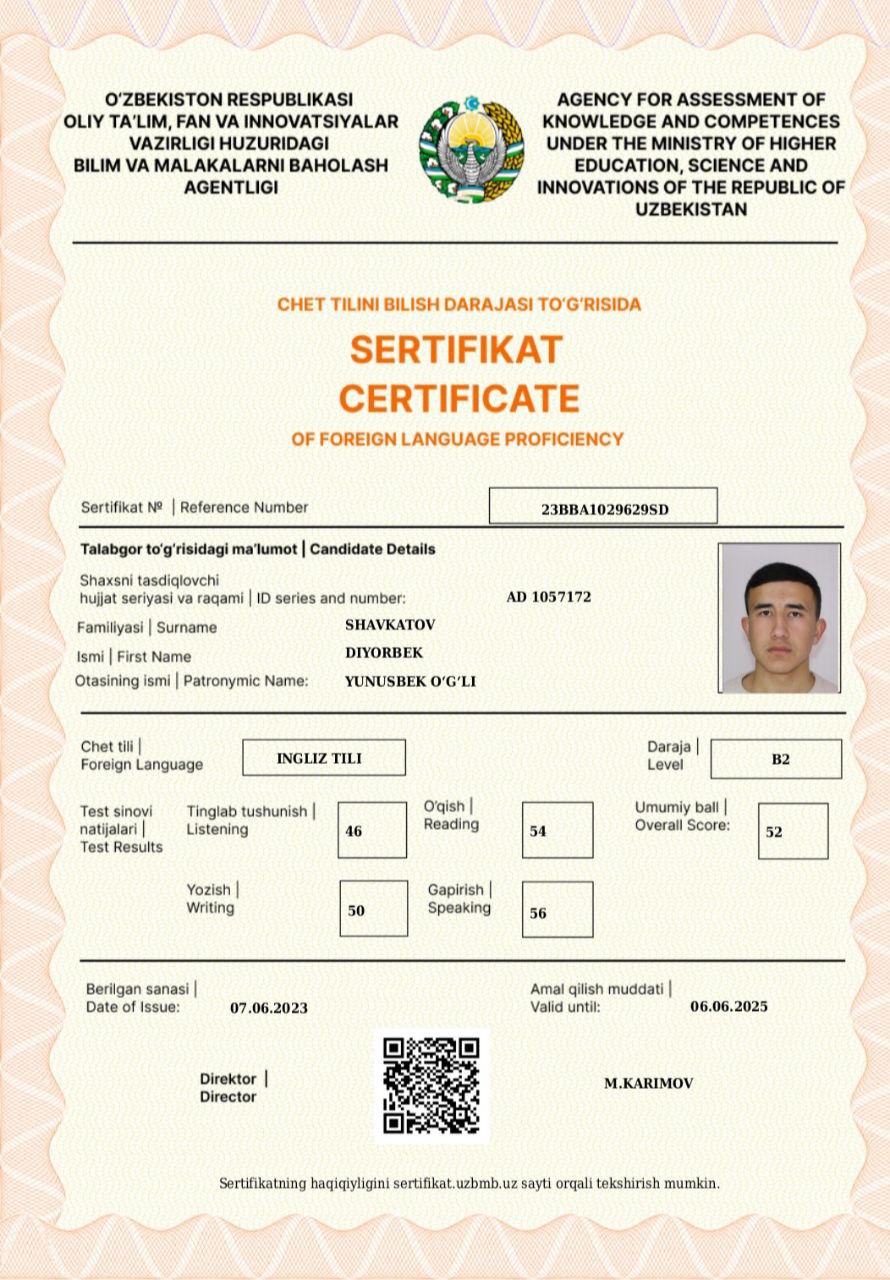 O‘ZBEKISTON RESPUBLIKASI
OLIY TA’LIM, FAN VA INNOVATSIYALAR
VAZIRLIGI HUZURIDAGI
BILIM VA MALAKALARNI BAHOLASH
AGENTLIGI
AGENCY FOR ASSESSMENT OF
KNOWLEDGE AND COMPETENCES
UNDER THE MINISTRY OF HIGHER
EDUCATION, SCIENCE AND
INNOVATIONS OF THE REPUBLIC OF
UZBEKISTAN
CHET TILINI BILISH DARAJASI TO‘G‘RISIDA
SERTIFIKAT
CERTIFICATE
OF FOREIGN LANGUAGE PROFICIENCY
Sertifikat № | Reference Number 23BBA1029629SD
Talabgor to‘g‘risidagi ma’lumot | Candidate Details
Shaxsni tasdiqlovchi
hujjat seriyasi va raqami | ID series and number: AD 1057172
Familiyasi | Surname SHAVKATOV
Ismi | First Name DIYORBEK
Otasining ismi | Patronymic Name: YUNUSBEK O‘G‘LI
Chet tili |
Foreign Language
INGLIZ TILI
Daraja |
Level
B2
Test sinovi
natijalari |
Test Results
Tinglab tushunish |
Listening
46
O‘qish |
Reading
54
Umumiy ball |
Overall Score:
52
Yozish |
Writing
50
Gapirish |
Speaking
56
Berilgan sanasi |
Date of Issue: 07.06.2023
Amal qilish muddati |
Valid until: 06.06.2025
Direktor |
Director
M.KARIMOV
Sertifikatning haqiqiyligini sertifikat.uzbmb.uz sayti orqali tekshirish mumkin.